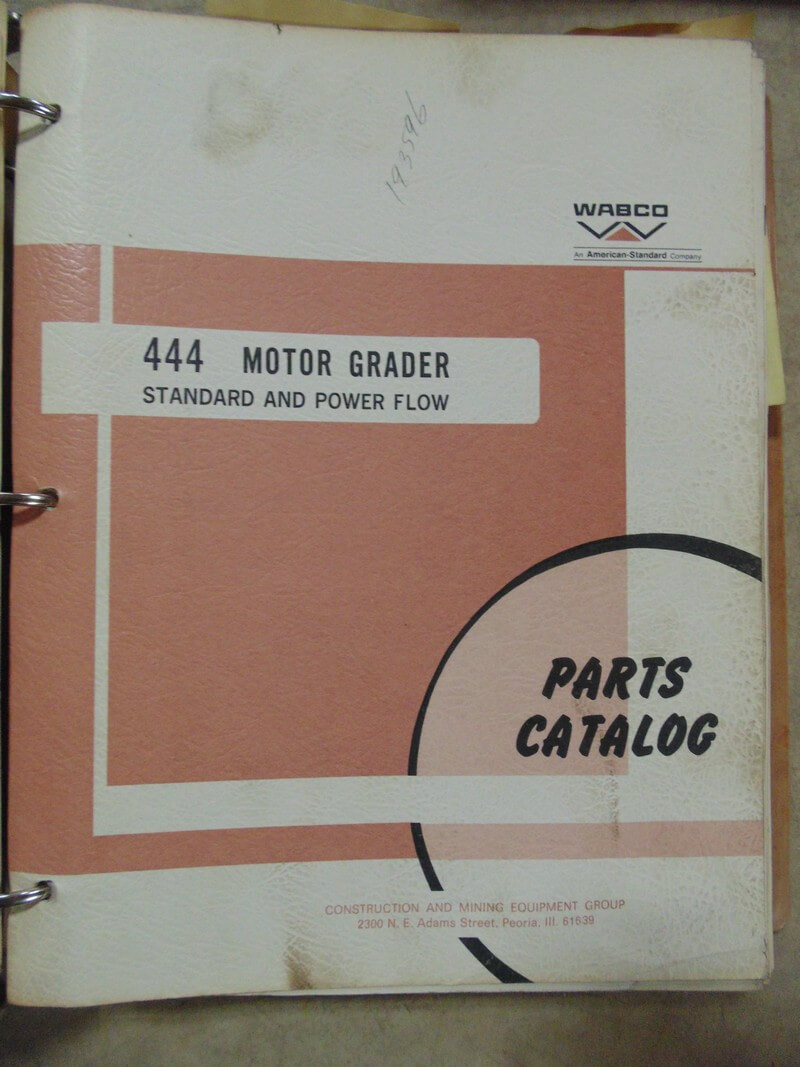 193596
WABCO
An American-Standard Company
444 MOTOR GRADER
STANDARD AND POWER FLOW
PARTS
CATALOG
CONSTRUCTION AND MINING EQUIPMENT GROUP
2300 N. E. Adams Street, Peoria, Ill. 61639